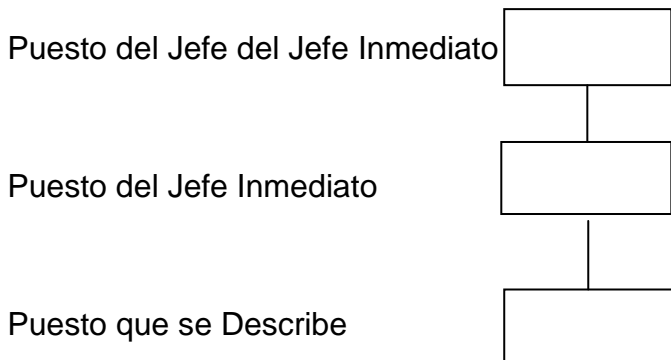 Puesto del Jefe del Jefe Inmediato
Puesto del Jefe Inmediato
Puesto que se Describe